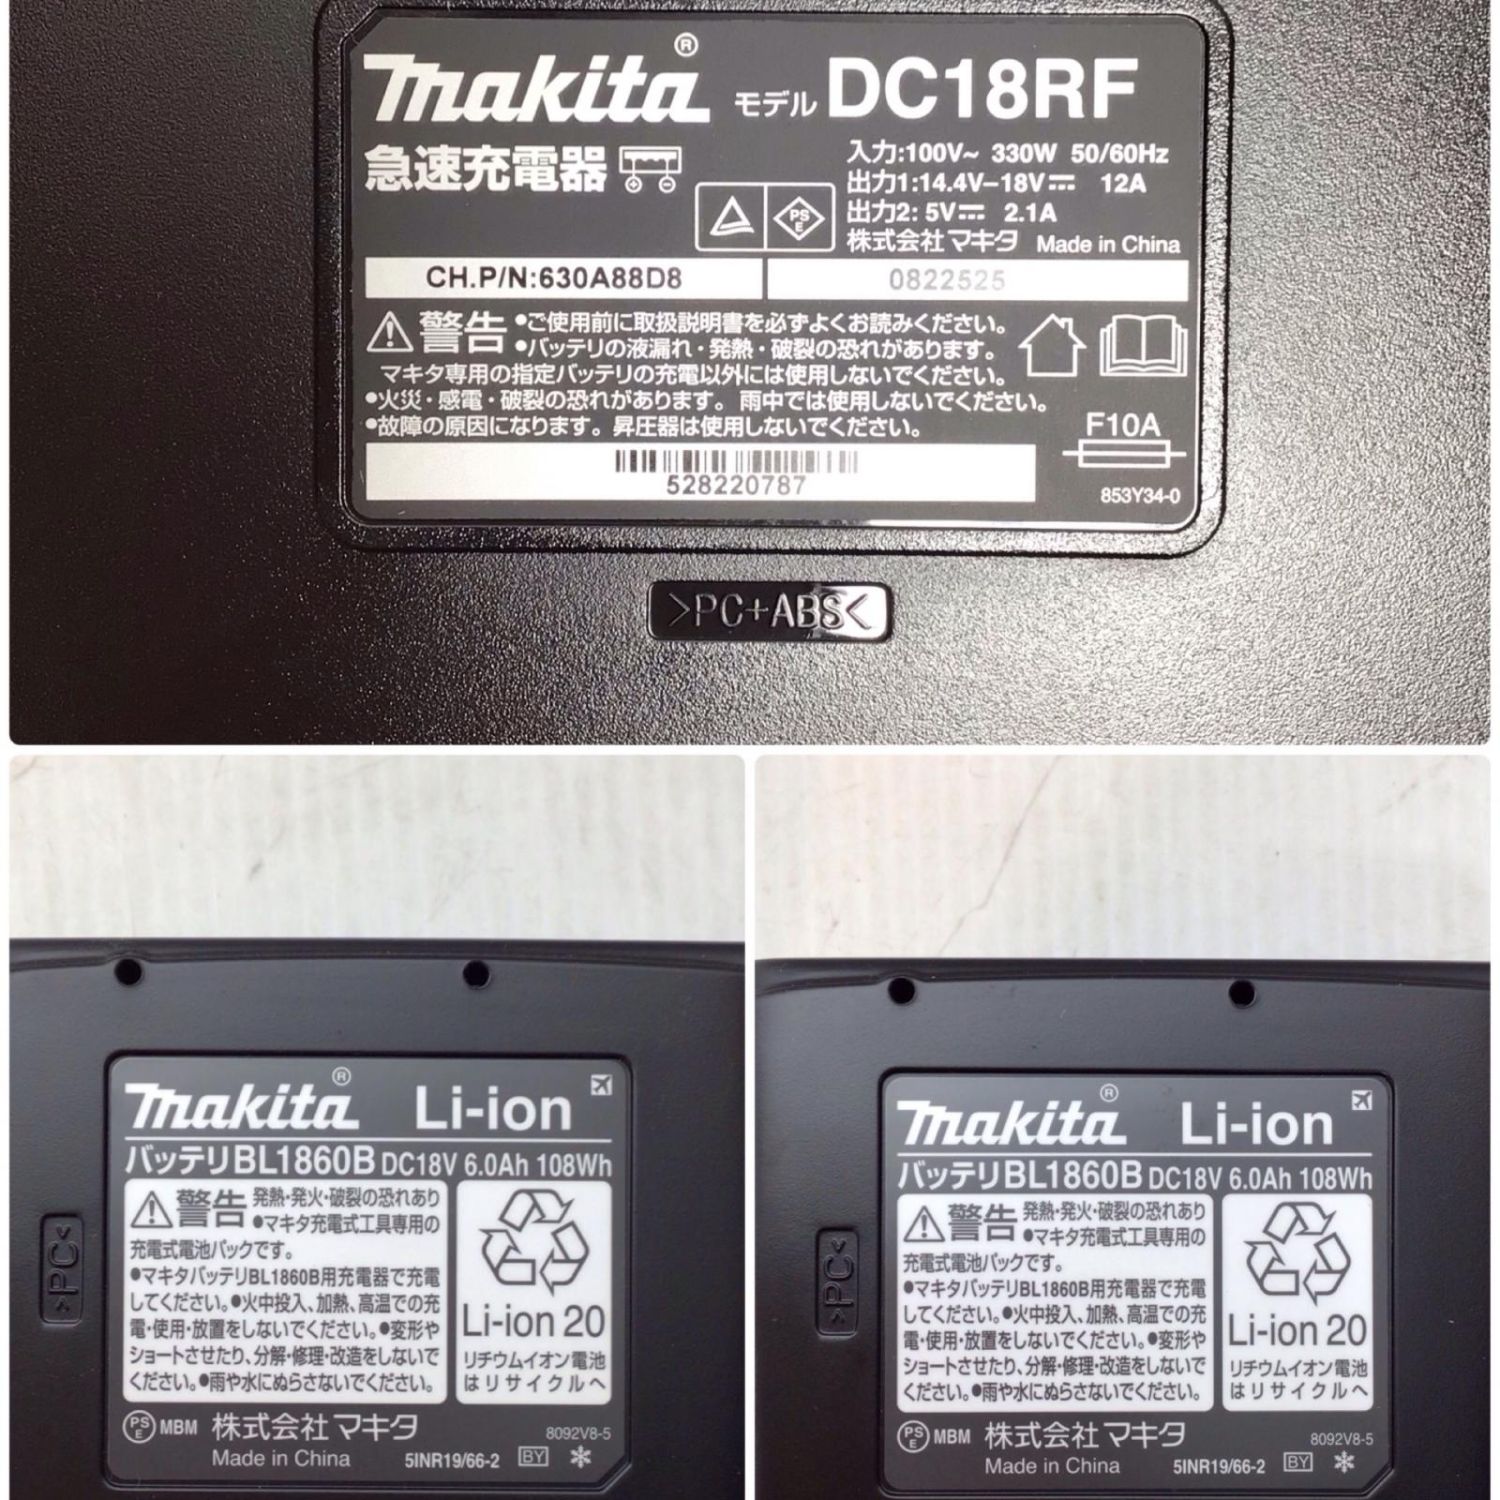 makita® モデル DC18RF
急速充電器
入力:100V~ 330W 50/60Hz
出力1:14.4V-18V⎓ 12A
出力2: 5V⎓ 2.1A
株式会社マキタ Made in China
CH.P/N:630A88D8 0822525
警告 •ご使用前に取扱説明書を必ずよくお読みください。
•バッテリの液漏れ・発熱・破裂の恐れがあります。
マキタ専用の指定バッテリの充電以外には使用しないでください。
•火災・感電・破裂の恐れがあります。雨中では使用しないでください。
•故障の原因になります。昇圧器は使用しないでください。
F10A
528220787
853Y34-0
>PC+ABS<
makita® Li-ion
バッテリBL1860B DC18V 6.0Ah 108Wh
警告 発熱・発火・破裂の恐れあり
•マキタ充電式工具専用の
充電式電池パックです。
•マキタバッテリBL1860B用充電器で充電
してください。•火中投入、加熱、高温での充
電・使用・放置をしないでください。•変形や
ショートさせたり、分解・修理・改造をしないで
ください。•雨や水にぬらさないでください。
Li-ion 20
リチウムイオン電池
はリサイクルへ
>PC<
PSE MBM 株式会社マキタ 8092V8-5
Made in China 5INR19/66-2 BY
makita® Li-ion
バッテリBL1860B DC18V 6.0Ah 108Wh
警告 発熱・発火・破裂の恐れあり
•マキタ充電式工具専用の
充電式電池パックです。
•マキタバッテリBL1860B用充電器で充電
してください。•火中投入、加熱、高温での充
電・使用・放置をしないでください。•変形や
ショートさせたり、分解・修理・改造をしないで
ください。•雨や水にぬらさないでください。
Li-ion 20
リチウムイオン電池
はリサイクルへ
>PC<
PSE MBM 株式会社マキタ 8092V8-5
Made in China 5INR19/66-2 BY